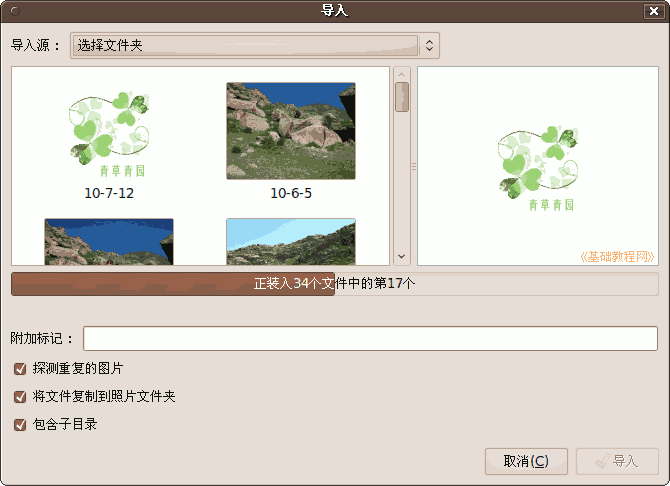 导入
导入源： 选择文件夹
青草青园
10-7-12
10-6-5
青草青园
《基础教程网》
正装入34个文件中的第17个
附加标记：
探测重复的图片
将文件复制到照片文件夹
包含子目录
取消(C)
导入